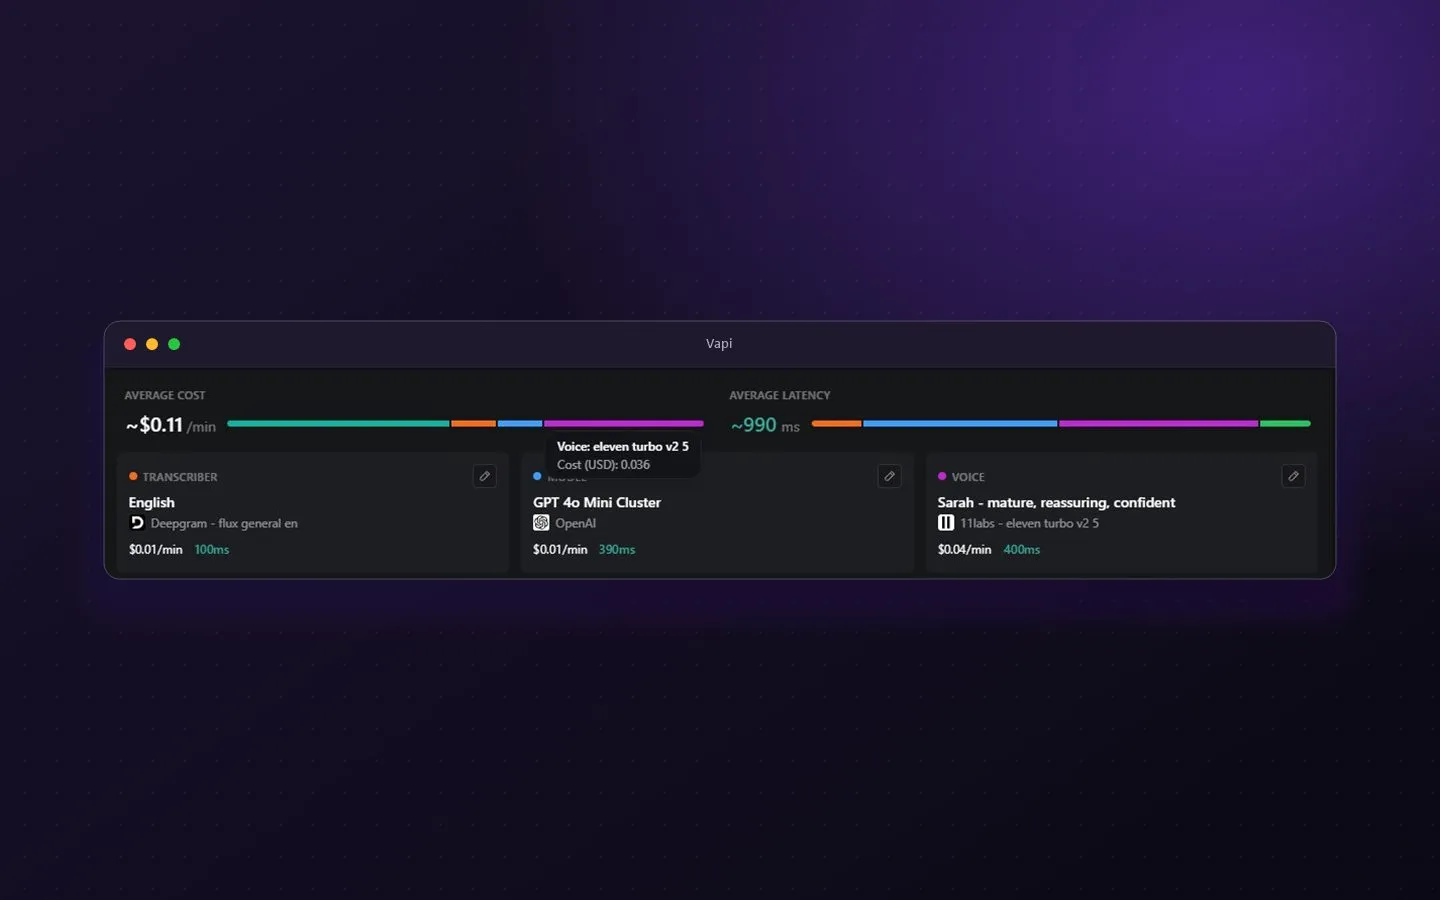 Vapi
AVERAGE COST
~$0.11 /min
AVERAGE LATENCY
~990 ms
Voice: eleven turbo v2 5
Cost (USD): 0.036
TRANSCRIBER
English
Deepgram - flux general en
$0.01/min 100ms
GPT 4o Mini Cluster
OpenAI
$0.01/min 390ms
VOICE
Sarah - mature, reassuring, confident
11labs - eleven turbo v2 5
$0.04/min 400ms